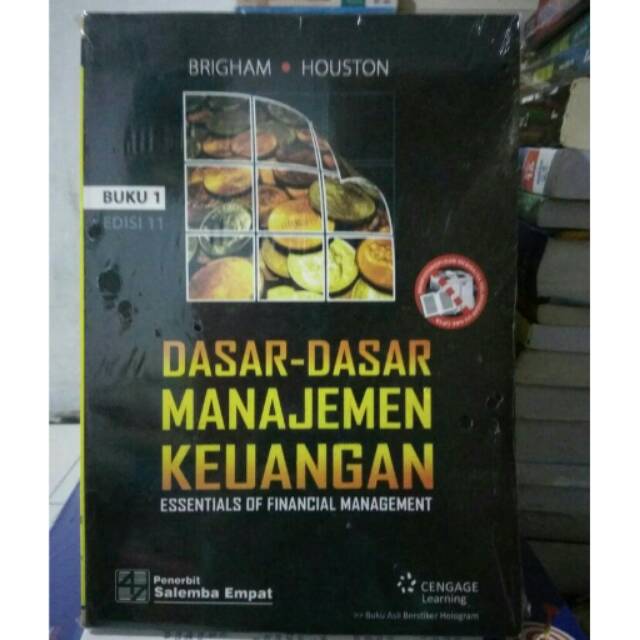 BRIGHAM • HOUSTON
BUKU 1
EDISI 11
DASAR-DASAR
MANAJEMEN
KEUANGAN
ESSENTIALS OF FINANCIAL MANAGEMENT
Penerbit
Salemba Empat
CENGAGE
Learning
>> Buku Asli Berstiker Hologram